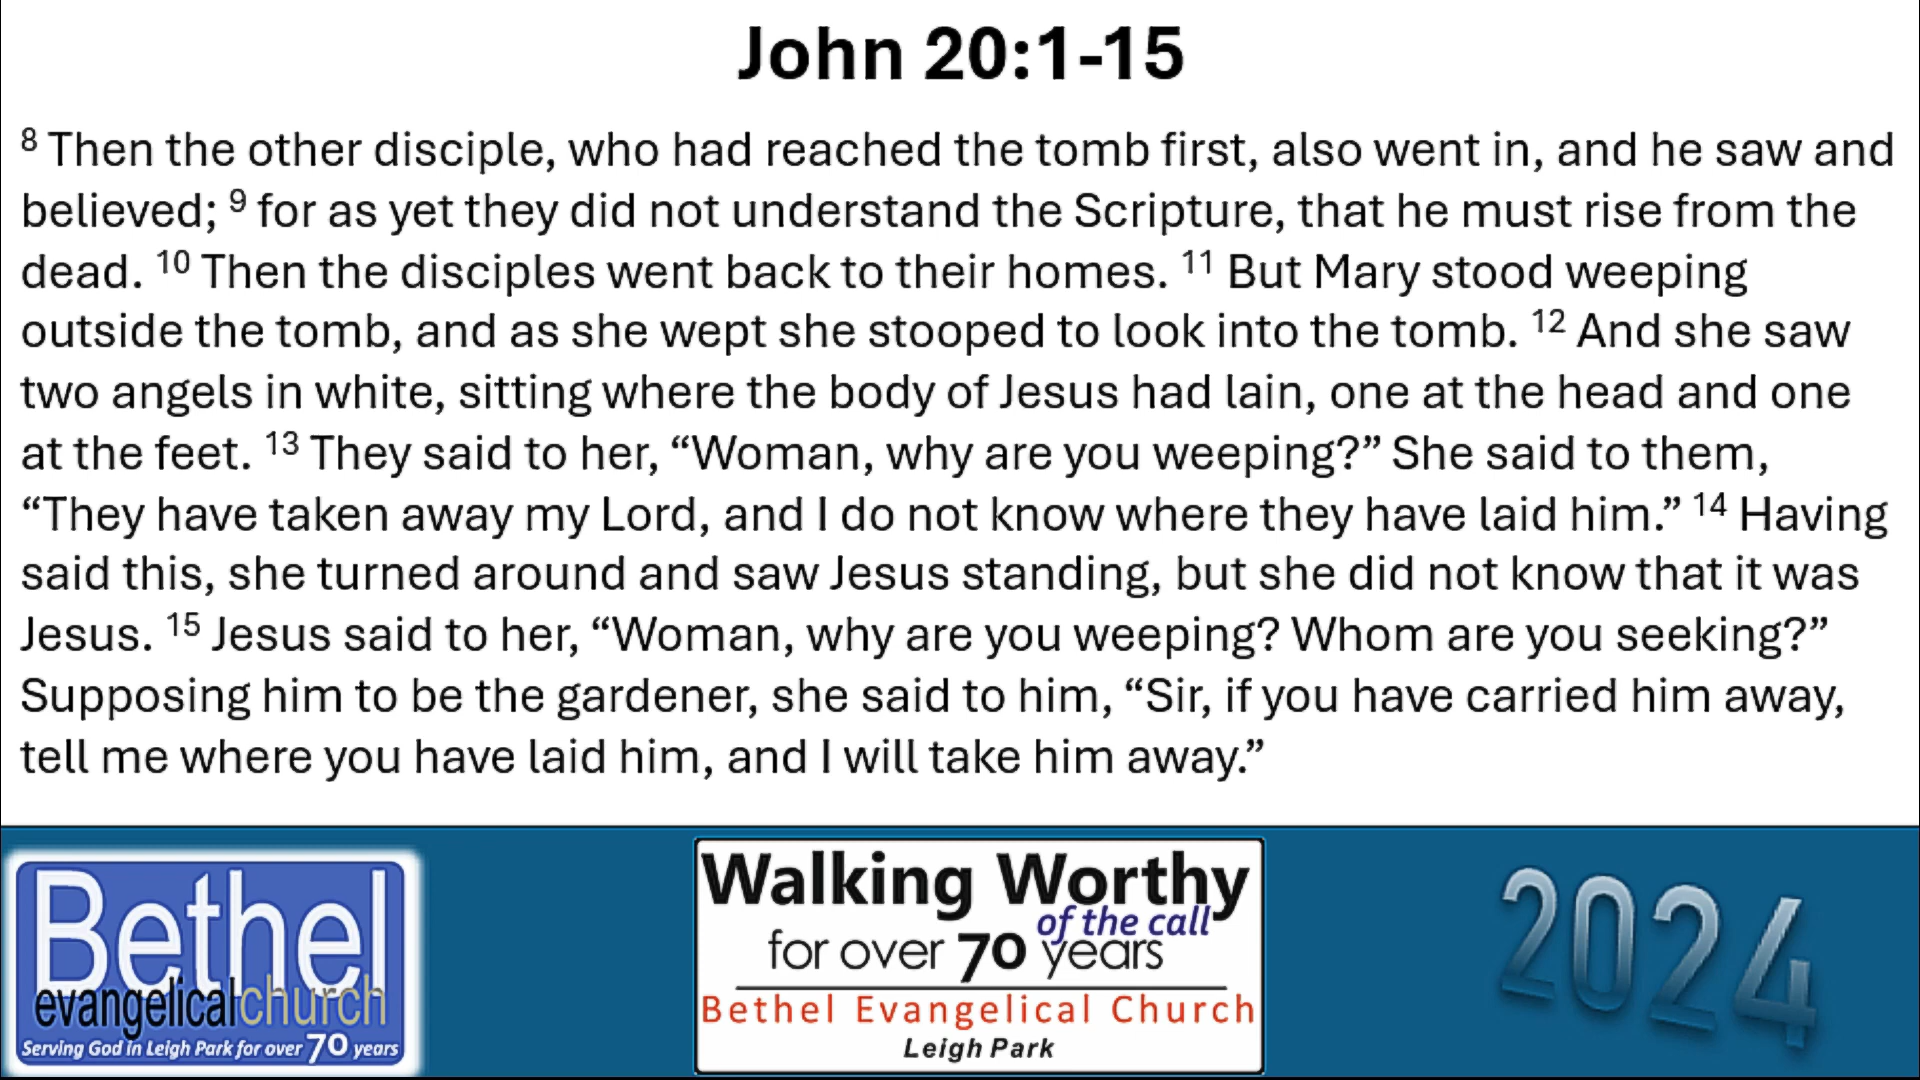 John 20:1-15
8 Then the other disciple, who had reached the tomb first, also went in, and he saw and
believed; 9 for as yet they did not understand the Scripture, that he must rise from the
dead. 10 Then the disciples went back to their homes. 11 But Mary stood weeping
outside the tomb, and as she wept she stooped to look into the tomb. 12 And she saw
two angels in white, sitting where the body of Jesus had lain, one at the head and one
at the feet. 13 They said to her, “Woman, why are you weeping?” She said to them,
“They have taken away my Lord, and I do not know where they have laid him.” 14 Having
said this, she turned around and saw Jesus standing, but she did not know that it was
Jesus. 15 Jesus said to her, “Woman, why are you weeping? Whom are you seeking?”
Supposing him to be the gardener, she said to him, “Sir, if you have carried him away,
tell me where you have laid him, and I will take him away.”
Bethel
evangelicalchurch
Serving God in Leigh Park for over 70 years
Walking Worthy
of the call
for over 70 years
Bethel Evangelical Church
Leigh Park
2024